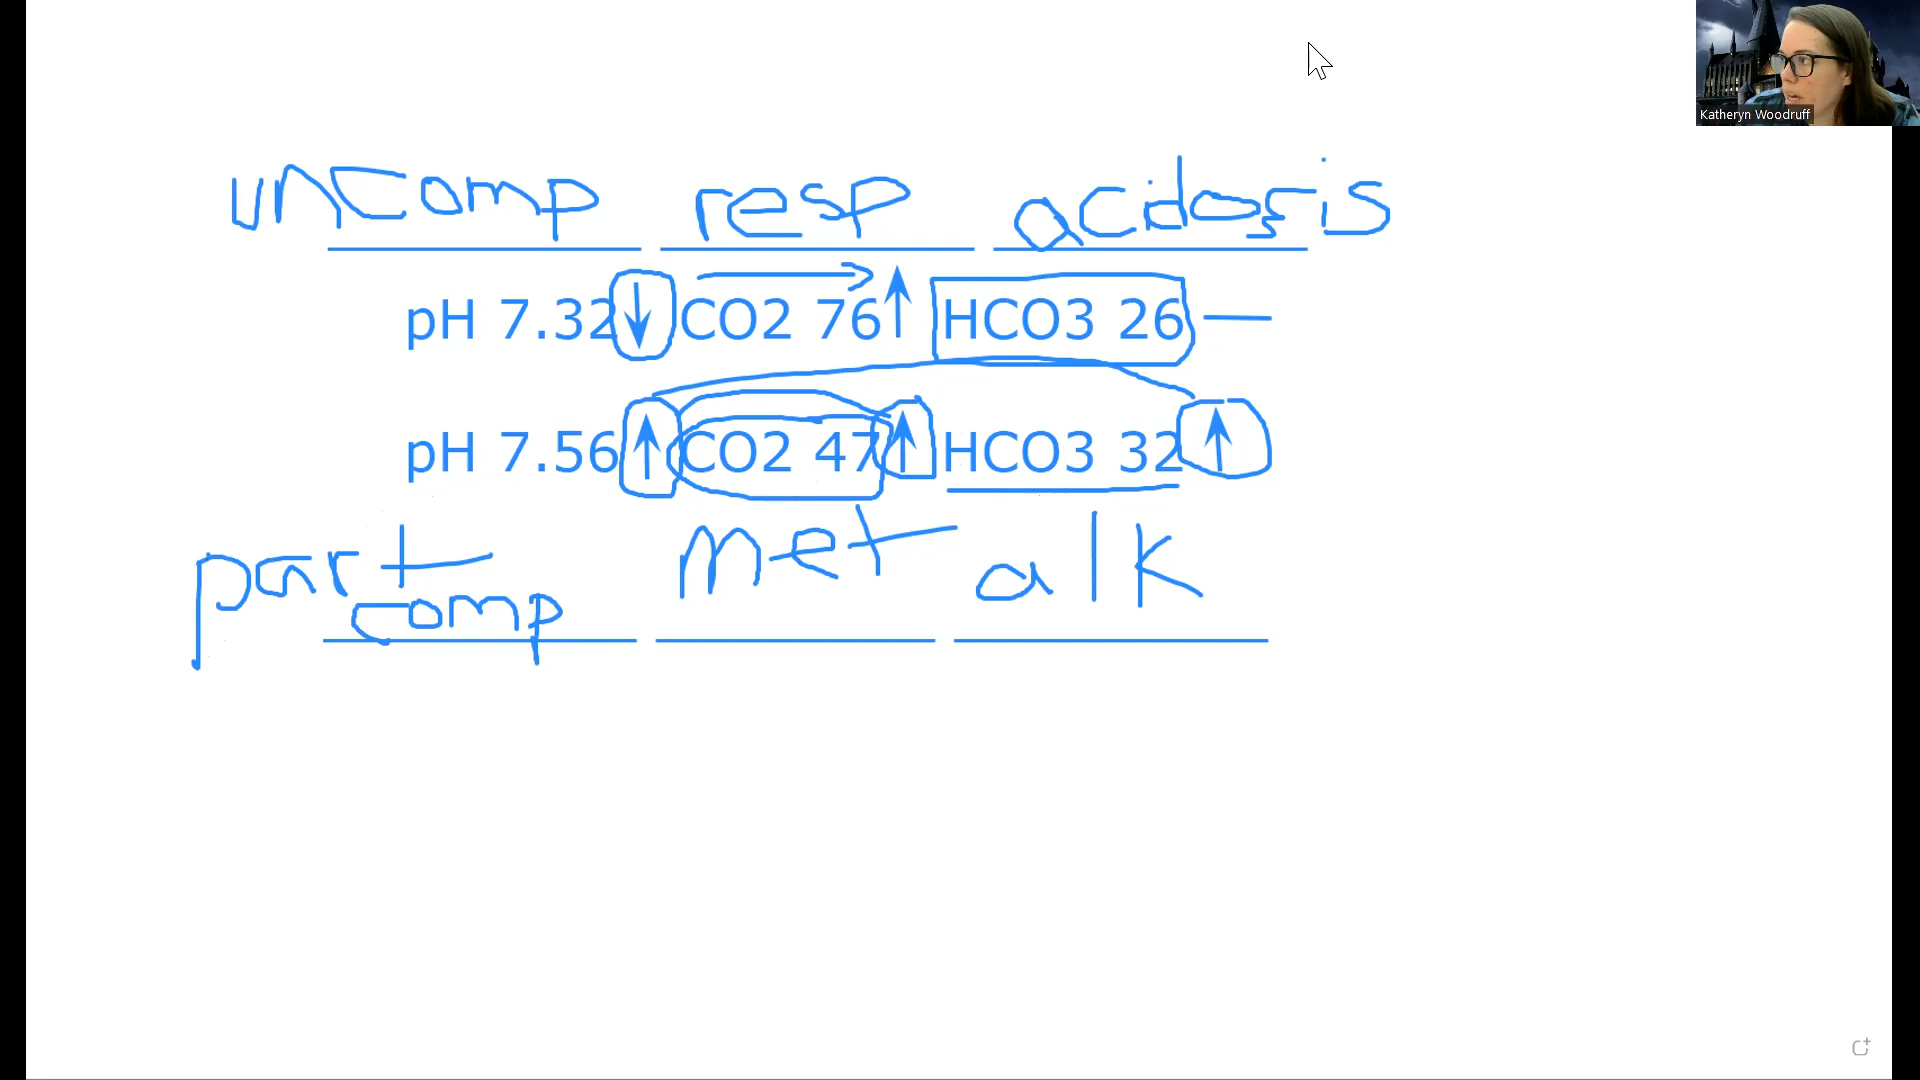 Katheryn Woodruff
uncomp resp acidosis
pH 7.32 ↓ CO2 76 ↑ HCO3 26 —
pH 7.56 ↑ CO2 47 ↑ HCO3 32 ↑
part met alk
comp